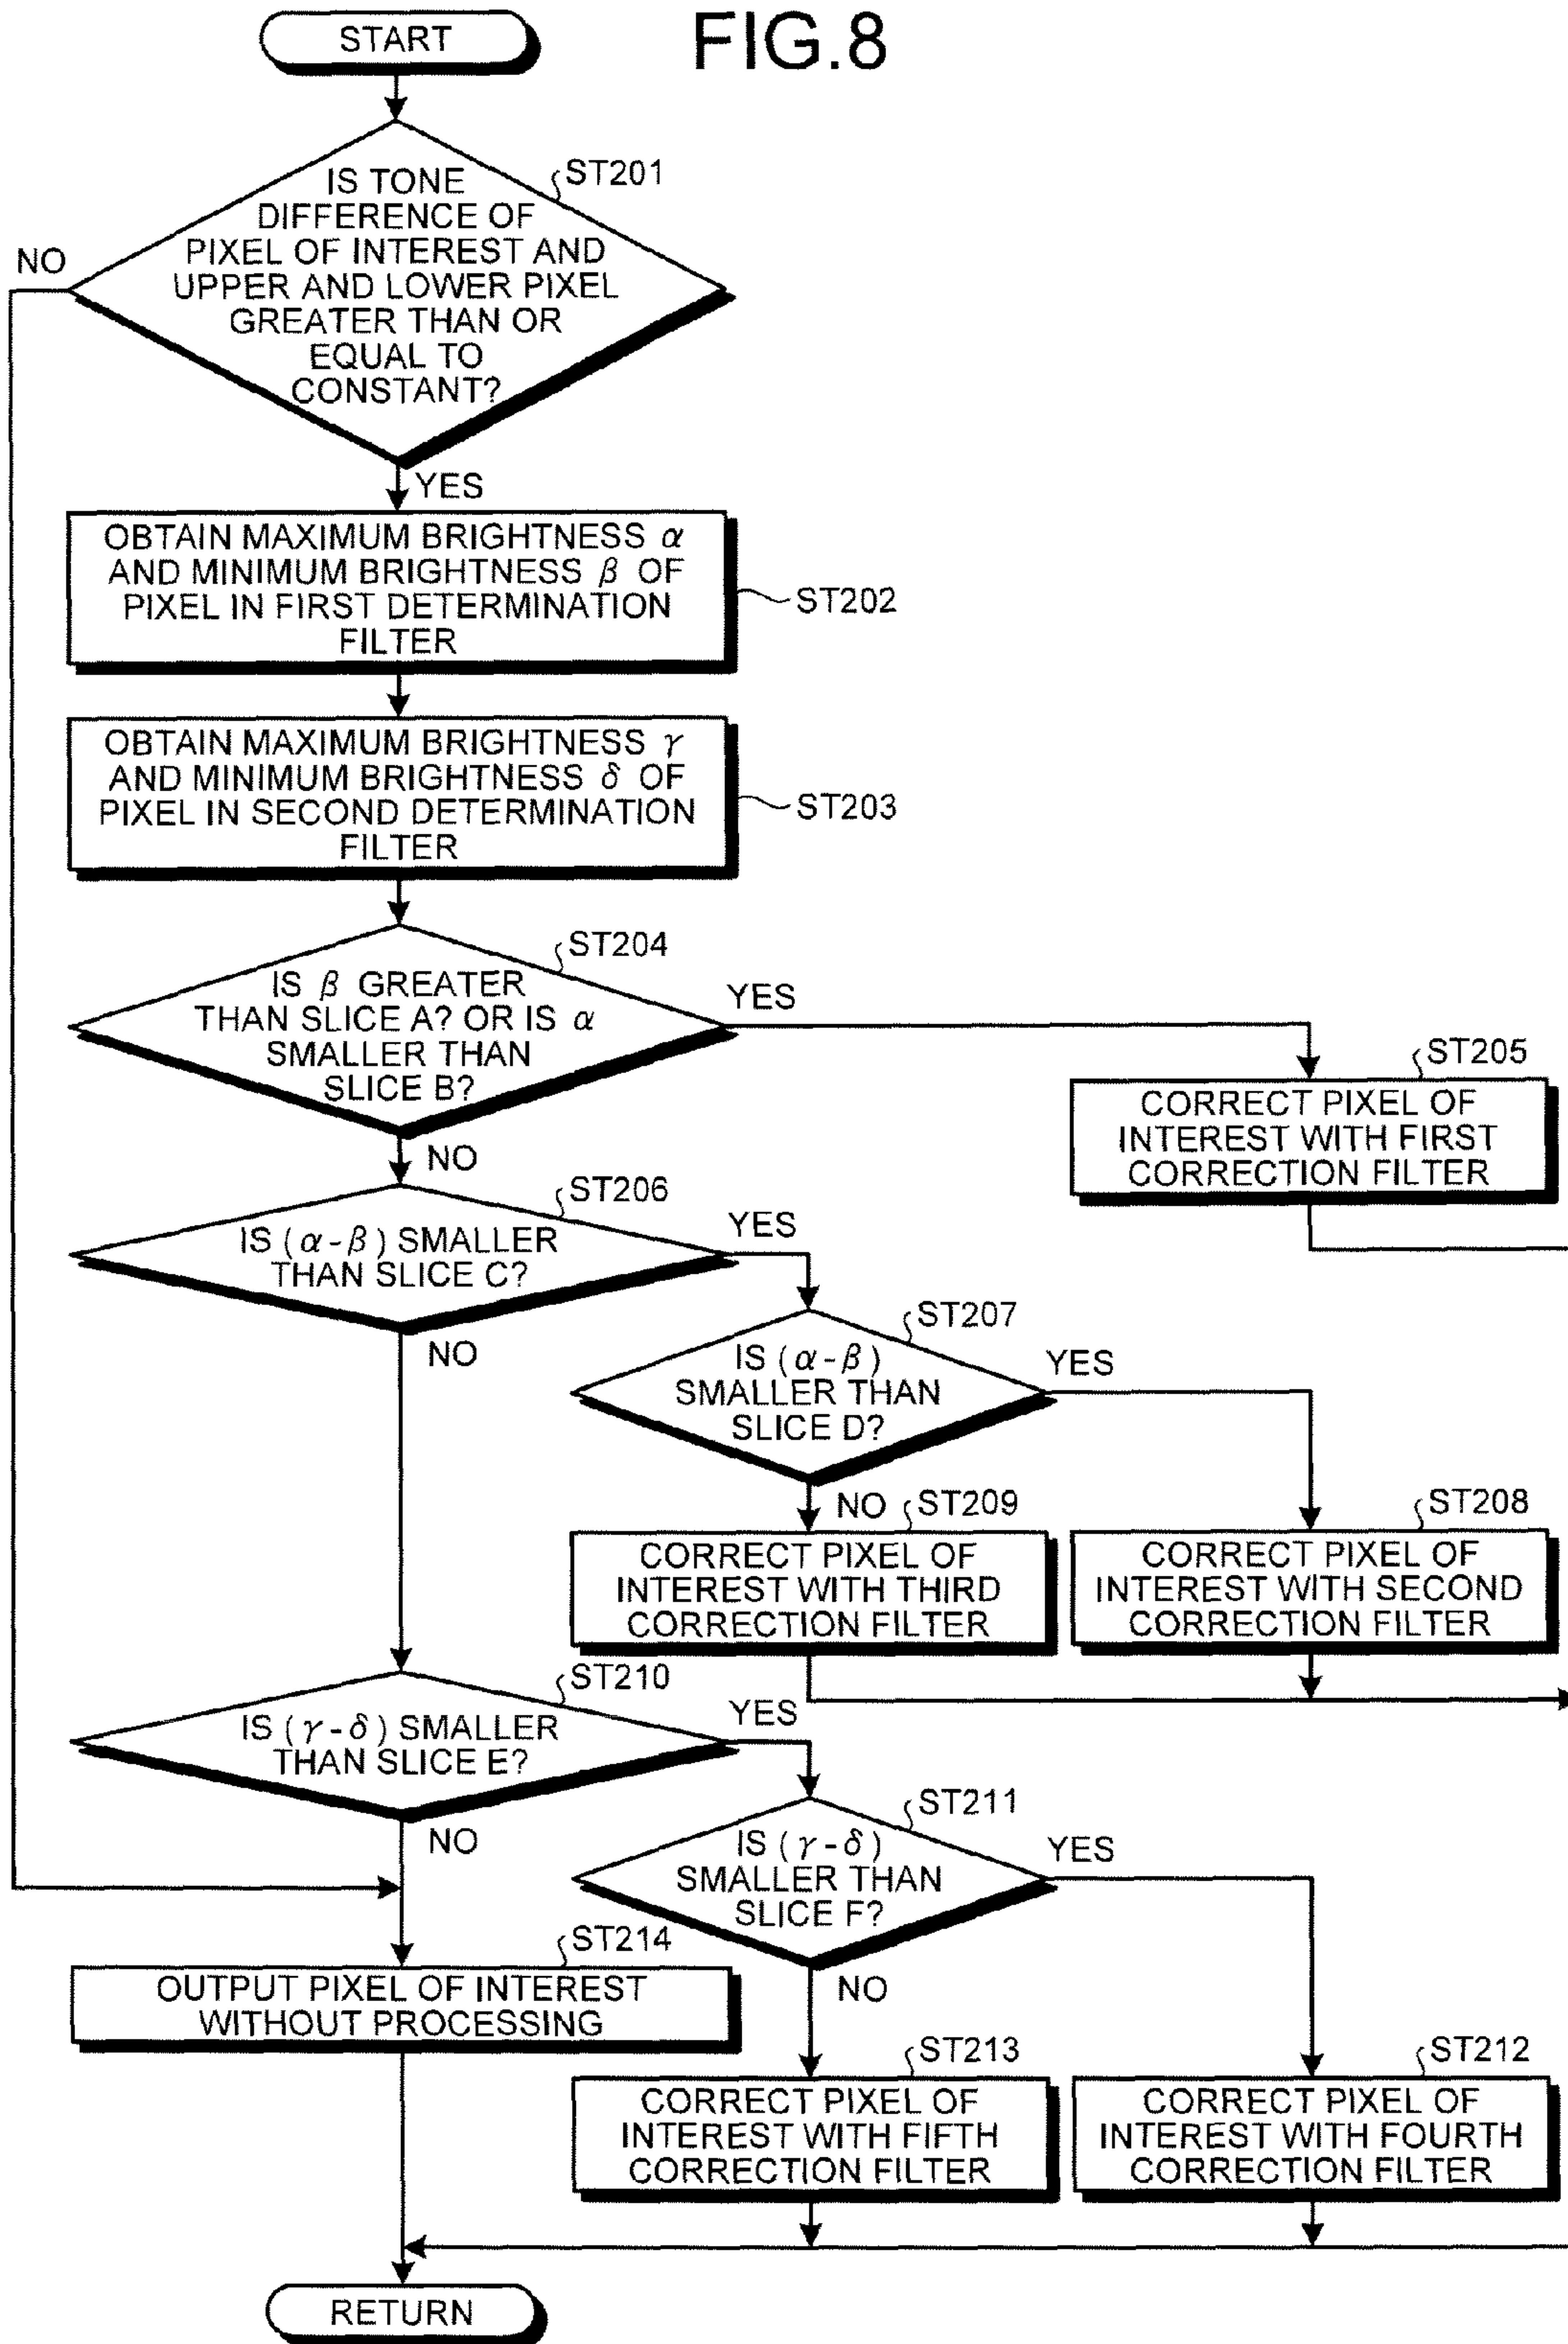 FIG.8
START
ST201
IS TONE
DIFFERENCE OF
PIXEL OF INTEREST AND
UPPER AND LOWER PIXEL
GREATER THAN OR
EQUAL TO
CONSTANT?
NO
YES
OBTAIN MAXIMUM BRIGHTNESS α
AND MINIMUM BRIGHTNESS β OF
PIXEL IN FIRST DETERMINATION
FILTER
ST202
OBTAIN MAXIMUM BRIGHTNESS γ
AND MINIMUM BRIGHTNESS δ OF
PIXEL IN SECOND DETERMINATION
FILTER
ST203
ST204
IS β GREATER
THAN SLICE A? OR IS α
SMALLER THAN
SLICE B?
YES
NO
ST205
CORRECT PIXEL OF
INTEREST WITH FIRST
CORRECTION FILTER
ST206
IS (α-β) SMALLER
THAN SLICE C?
YES
NO
ST207
IS (α-β)
SMALLER THAN
SLICE D?
YES
NO
ST209
CORRECT PIXEL OF
INTEREST WITH THIRD
CORRECTION FILTER
ST208
CORRECT PIXEL OF
INTEREST WITH SECOND
CORRECTION FILTER
ST210
IS (γ-δ) SMALLER
THAN SLICE E?
YES
NO
ST211
IS (γ-δ)
SMALLER THAN
SLICE F?
YES
NO
ST214
OUTPUT PIXEL OF INTEREST
WITHOUT PROCESSING
ST213
CORRECT PIXEL OF
INTEREST WITH FIFTH
CORRECTION FILTER
ST212
CORRECT PIXEL OF
INTEREST WITH FOURTH
CORRECTION FILTER
RETURN